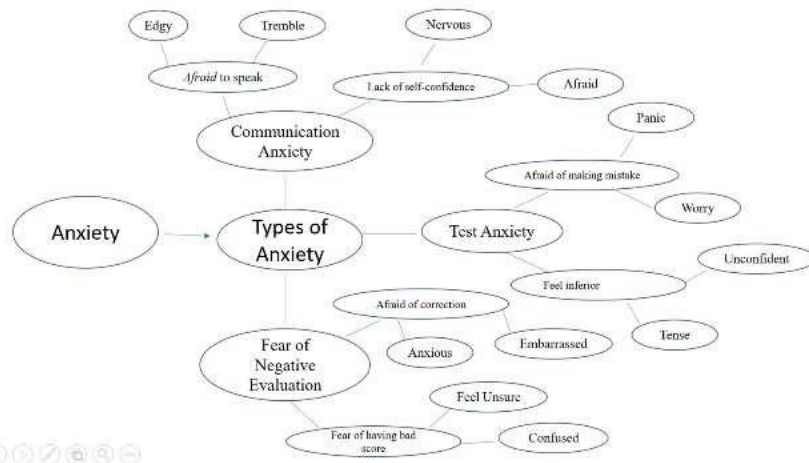 Edgy
Tremble
Afraid to speak
Nervous
Lack of self-confidence
Afraid
Communication
Anxiety
Panic
Afraid of making mistake
Worry
Anxiety
Types of
Anxiety
Test Anxiety
Unconfident
Feel inferior
Tense
Afraid of correction
Anxious
Embarrassed
Fear of
Negative
Evaluation
Feel Unsure
Fear of having bad
score
Confused